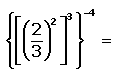 {[(2/3)²]³}⁻⁴ =